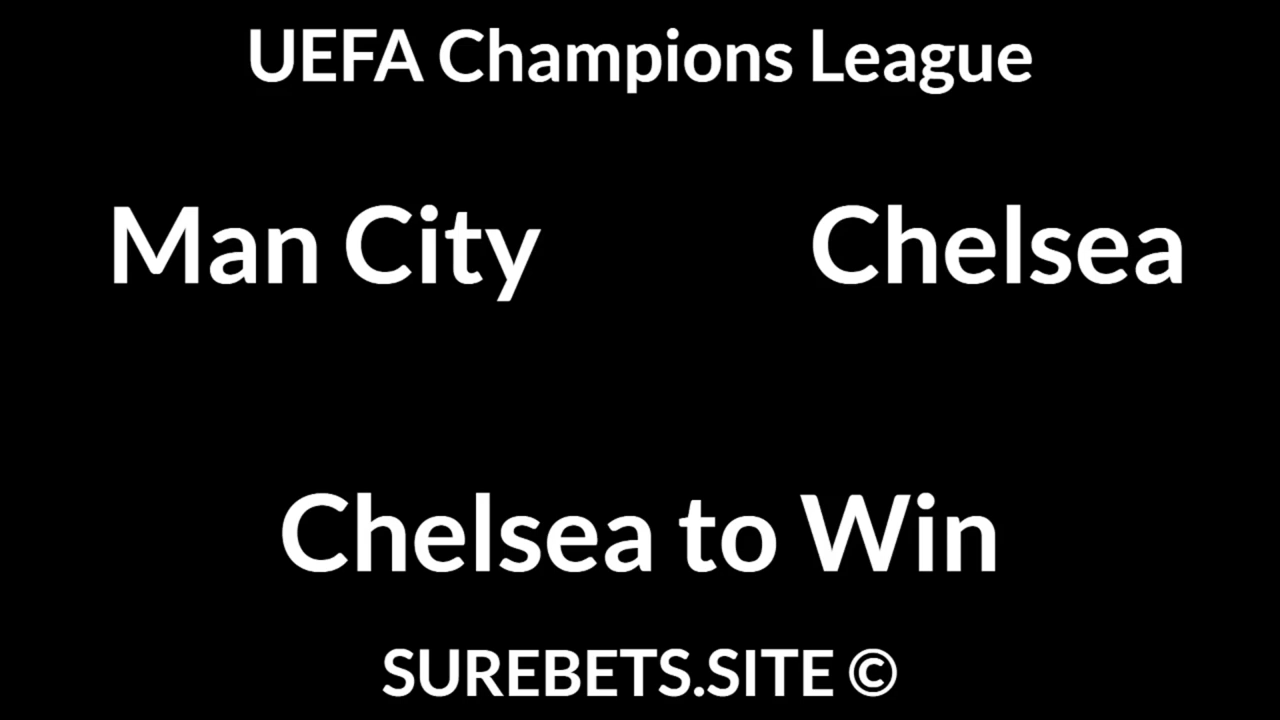 UEFA Champions League
Man City Chelsea
Chelsea to Win
SUREBETS.SITE ©